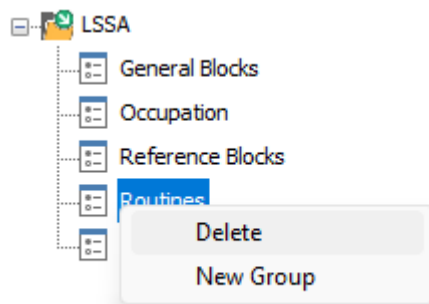 LSSA
General Blocks
Occupation
Reference Blocks
Routines
Delete
New Group